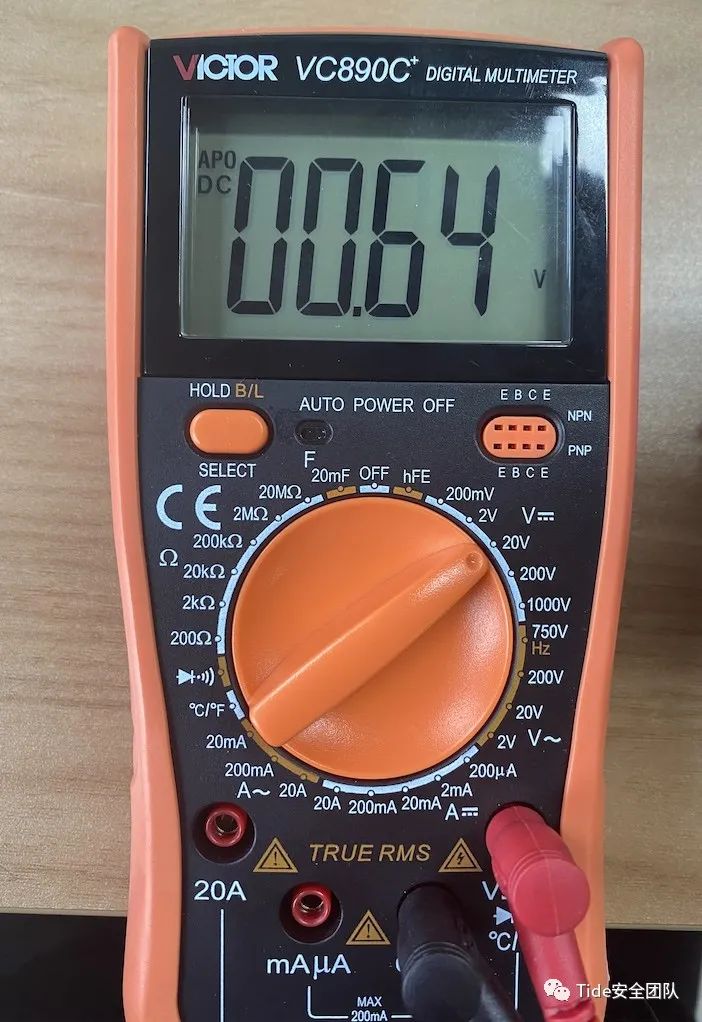 VICTOR VC890C+ DIGITAL MULTIMETER
APO
DC
00.64
V
HOLD B/L
SELECT
AUTO POWER OFF
E B C E
NPN
PNP
E B C E
F
20mF
OFF
hFE
CE
20MΩ
2MΩ
200kΩ
Ω
20kΩ
2kΩ
200Ω
°C/°F
20mA
200mA
A~
20A
200mV
2V
V⎓
20V
200V
1000V
750V
Hz
200V
20V
2V
V~
200μA
2mA
A⎓
20mA
200mA
20A
TRUE RMS
20A
mAμA
V
°C/
MAX
200mA
Tide安全团队